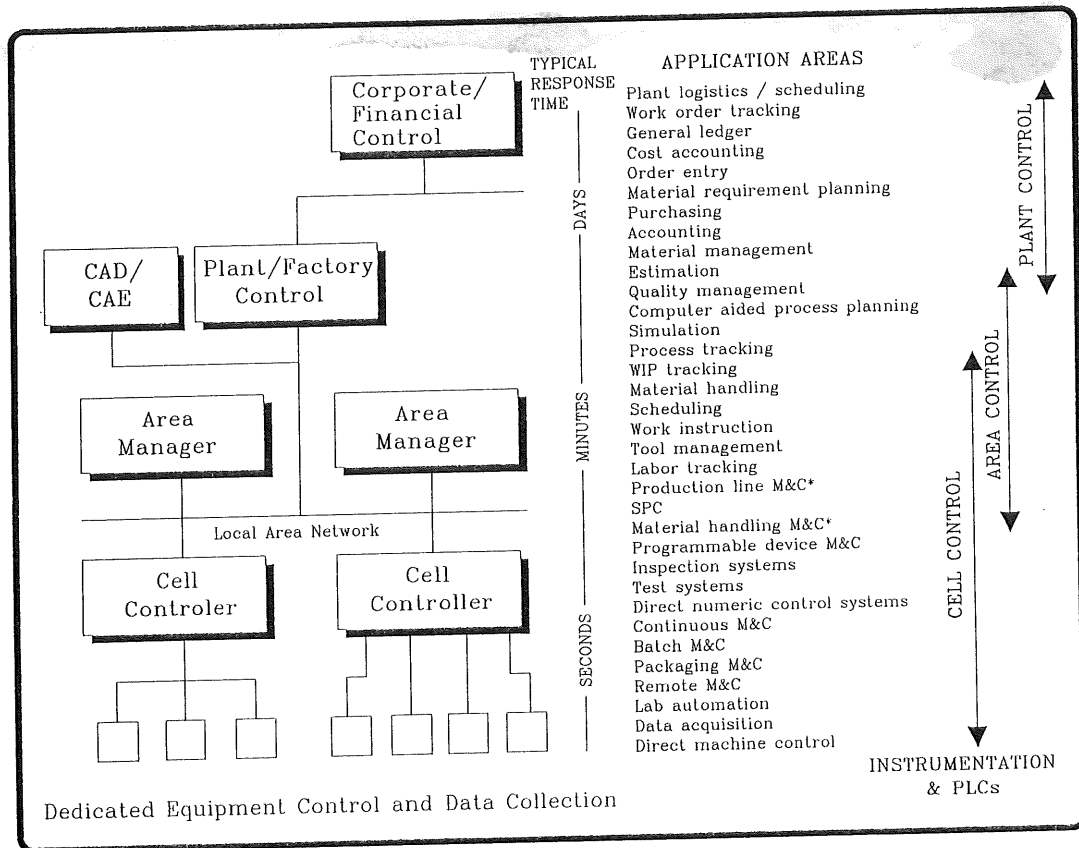 Corporate/
Financial
Control
CAD/
CAE
Plant/Factory
Control
Area
Manager
Area
Manager
Local Area Network
Cell
Controler
Cell
Controller
Dedicated Equipment Control and Data Collection
TYPICAL
RESPONSE
TIME
DAYS
MINUTES
SECONDS
APPLICATION AREAS
Plant logistics / scheduling
Work order tracking
General ledger
Cost accounting
Order entry
Material requirement planning
Purchasing
Accounting
Material management
Estimation
Quality management
Computer aided process planning
Simulation
Process tracking
WIP tracking
Material handling
Scheduling
Work instruction
Tool management
Labor tracking
Production line M&C*
SPC
Material handling M&C*
Programmable device M&C
Inspection systems
Test systems
Direct numeric control systems
Continuous M&C
Batch M&C
Packaging M&C
Remote M&C
Lab automation
Data acquisition
Direct machine control
PLANT CONTROL
AREA CONTROL
CELL CONTROL
INSTRUMENTATION
& PLCs